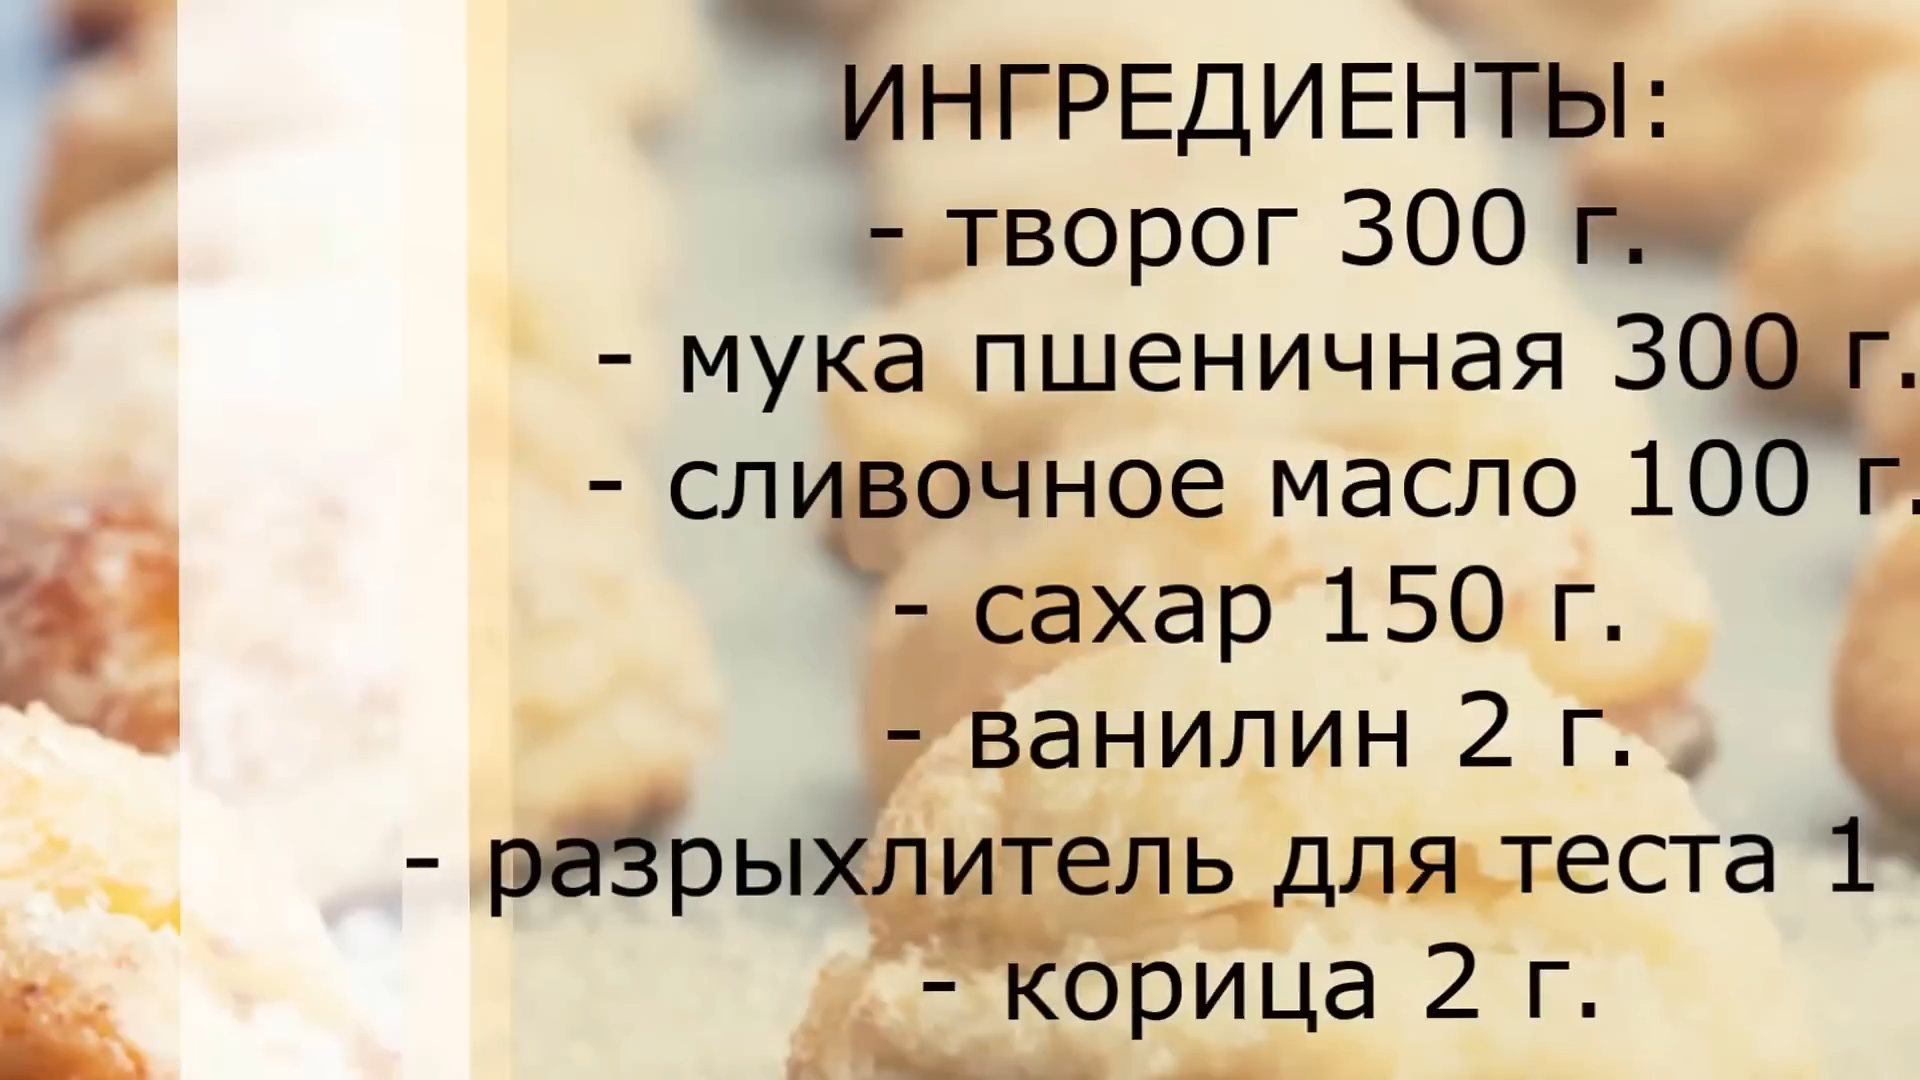 ИНГРЕДИЕНТЫ:
- творог 300 г.
- мука пшеничная 300 г.
- сливочное масло 100 г.
- сахар 150 г.
- ванилин 2 г.
- разрыхлитель для теста 1
- корица 2 г.